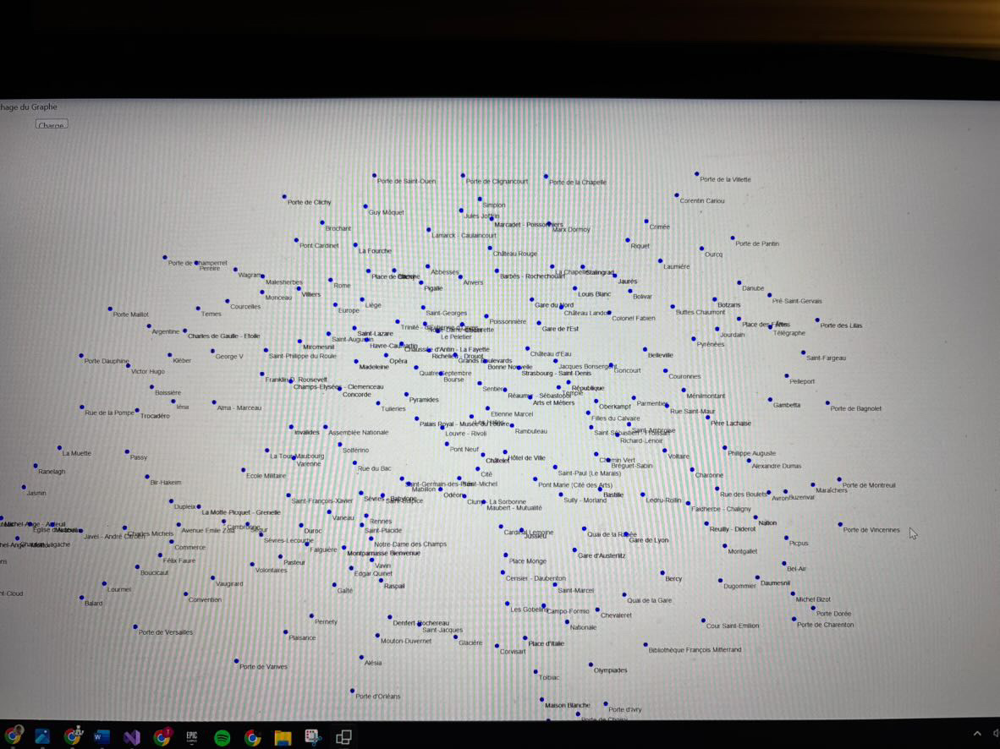 hage du Graphe
Charge
Porte de Saint-Ouen
Porte de Clignancourt
Porte de la Chapelle
Porte de la Villette
Porte de Clichy
Simplon
Corentin Cariou
Guy Môquet
Jules Joffrin
Marcadet - Poissonniers
Marx Dormoy
Crimée
Brochant
Lamarck - Caulaincourt
Pont Cardinet
La Fourche
Château Rouge
Riquet
Ourcq
Porte de Pantin
Porte de Champerret
Pereire
Wagram
Malesherbes
Place de Clichy
Abbesses
Anvers
Barbès - Rochechouart
La Chapelle
Stalingrad
Jaurès
Laumière
Rome
Pigalle
Danube
Monceau
Villiers
Louis Blanc
Bolivar
Botzaris
Pré-Saint-Gervais
Courcelles
Liège
Europe
Gare du Nord
Château Landon
Buttes Chaumont
Porte Maillot
Ternes
Saint-Georges
Poissonnière
Colonel Fabien
Place des Fêtes
Porte des Lilas
Argentine
Charles de Gaulle - Etoile
Saint-Lazare
Saint-Augustin
Le Peletier
Gare de l'Est
Jourdain
Télégraphe
Miromesnil
Havre-Caumartin
Chaussée d'Antin - La Fayette
Pyrénées
Porte Dauphine
Kléber
George V
Saint-Philippe du Roule
Opéra
Richelieu - Drouot
Grands Boulevards
Château d'Eau
Belleville
Saint-Fargeau
Victor Hugo
Madeleine
Quatre Septembre
Bonne Nouvelle
Strasbourg - Saint-Denis
Jacques Bonsergent
Goncourt
Couronnes
Franklin D. Roosevelt
Champs-Elysées - Clemenceau
Bourse
Pelleport
Boissière
Concorde
Sentier
Réaumur - Sébastopol
Temple
République
Ménilmontant
Iéna
Alma - Marceau
Tuileries
Pyramides
Arts et Métiers
Oberkampf
Parmentier
Rue Saint-Maur
Gambetta
Porte de Bagnolet
Rue de la Pompe
Trocadéro
Etienne Marcel
Filles du Calvaire
Père Lachaise
Invalides
Assemblée Nationale
Palais Royal - Musée du Louvre
Les Halles
Louvre - Rivoli
Rambuteau
Saint-Sébastien - Froissart
Saint-Ambroise
Richard-Lenoir
La Muette
Passy
La Tour-Maubourg
Varenne
Solférino
Pont Neuf
Châtelet
Hôtel de Ville
Chemin Vert
Bréguet-Sabin
Voltaire
Philippe Auguste
Alexandre Dumas
Ranelagh
Ecole Militaire
Rue du Bac
Cité
Saint-Paul (Le Marais)
Charonne
Jasmin
Bir-Hakeim
Saint-Germain-des-Prés
Mabillon
Saint-Michel
Odéon
Pont Marie (Cité des Arts)
Bastille
Rue des Boulets
Avron
Buzenval
Maraîchers
Porte de Montreuil
Dupleix
La Motte-Picquet - Grenelle
Saint-François-Xavier
Sèvres - Babylone
Saint-Sulpice
Cluny - La Sorbonne
Maubert - Mutualité
Sully - Morland
Ledru-Rollin
Faidherbe - Chaligny
Javel - André Citroën
Charles Michels
Avenue Emile Zola
Cambronne
Ségur
Sèvres-Lecourbe
Duroc
Vaneau
Rennes
Saint-Placide
Cardinal Lemoine
Jussieu
Quai de la Rapée
Gare de Lyon
Reuilly - Diderot
Nation
Porte de Vincennes
Commerce
Falguière
Notre-Dame des Champs
Picpus
Félix Faure
Pasteur
Montparnasse Bienvenue
Vavin
Place Monge
Gare d'Austerlitz
Montgallet
Boucicaut
Volontaires
Edgar Quinet
Bel-Air
nt-Cloud
Lourmel
Vaugirard
Gaîté
Raspail
Censier - Daubenton
Saint-Marcel
Bercy
Dugommier
Daumesnil
Balard
Convention
Quai de la Gare
Michel Bizot
Porte de Versailles
Pernety
Les Gobelins
Campo-Formio
Chevaleret
Porte Dorée
Plaisance
Denfert-Rochereau
Saint-Jacques
Nationale
Cour Saint-Emilion
Porte de Charenton
Mouton-Duvernet
Glacière
Corvisart
Place d'Italie
Bibliothèque François Mitterrand
Porte de Vanves
Alésia
Tolbiac
Olympiades
Porte d'Orléans
Maison Blanche
Porte d'Ivry
Porte de Choisy
EPIC
GAMES